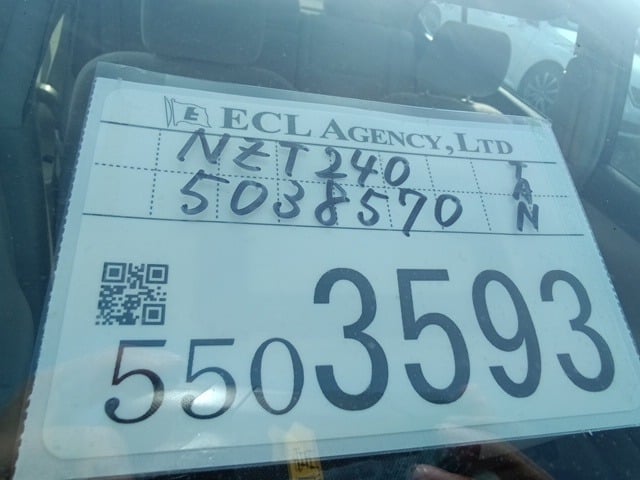 E ECL AGENCY, LTD
NZT240
5038570
TAN
5503593